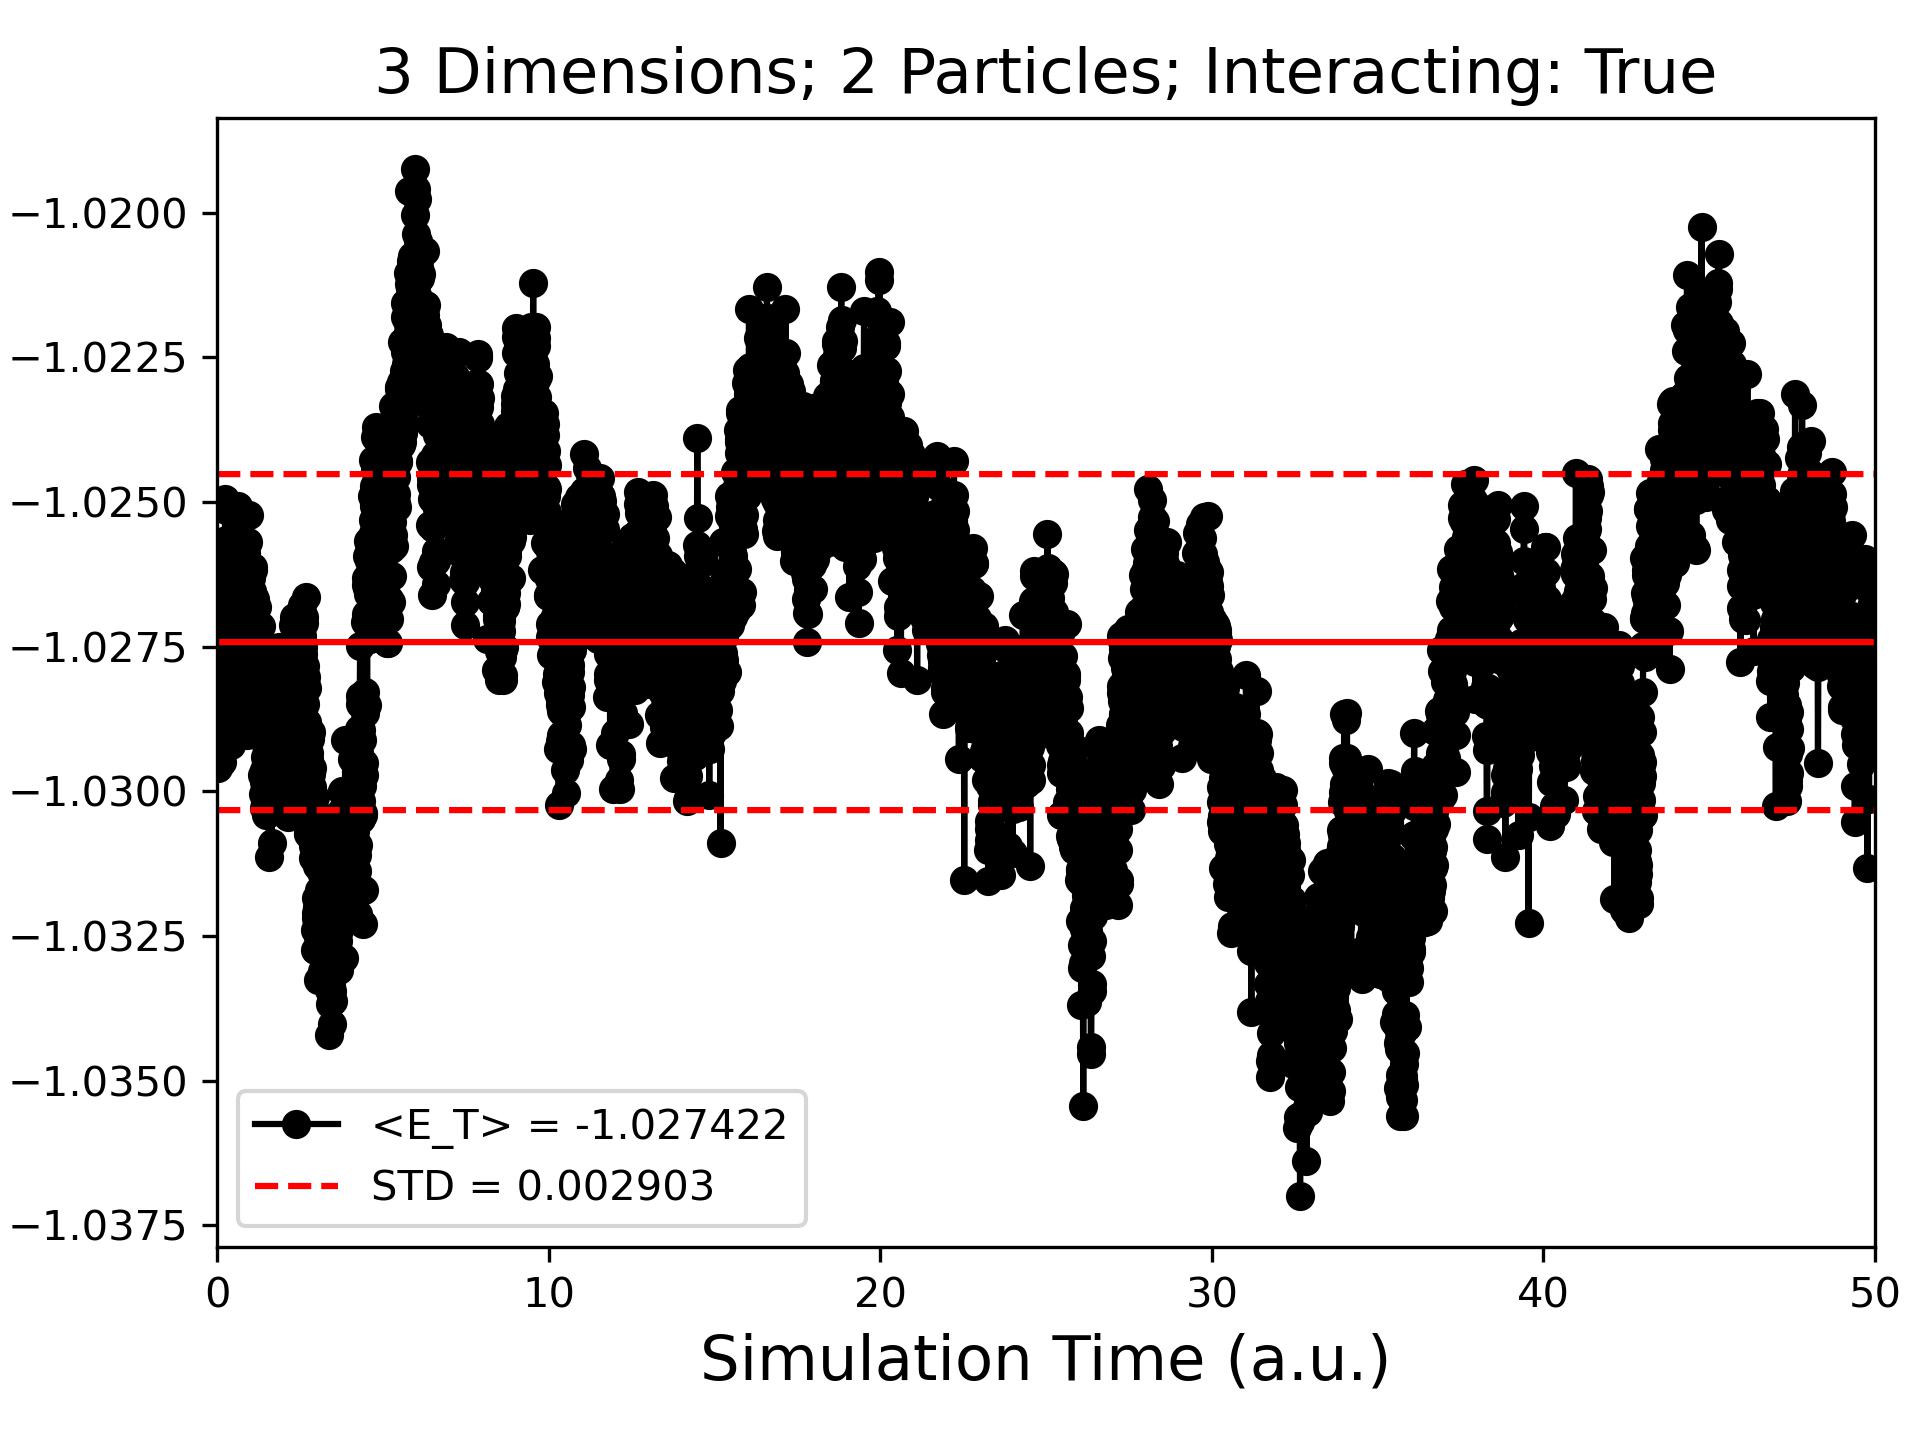 3 Dimensions; 2 Particles; Interacting: True
−1.0200
−1.0225
−1.0250
−1.0275
−1.0300
−1.0325
−1.0350
−1.0375
<E_T> = -1.027422
STD = 0.002903
0 10 20 30 40 50
Simulation Time (a.u.)